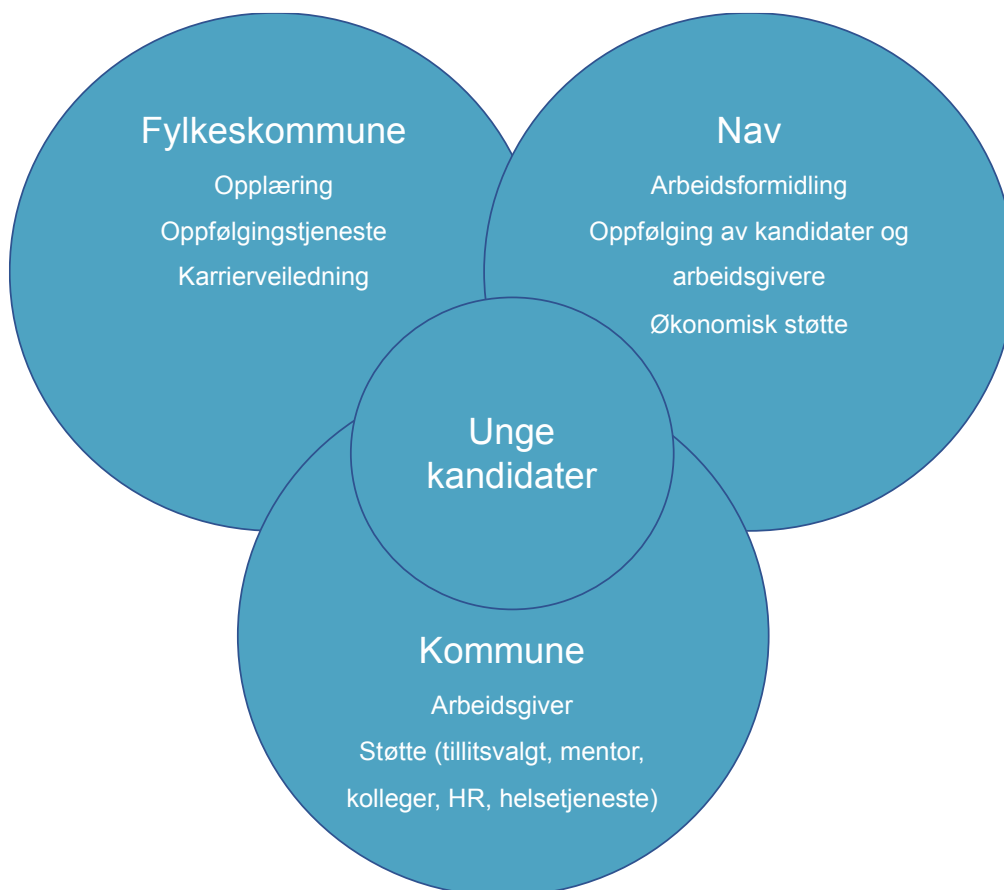 Fylkeskommune
Opplæring
Oppfølgingstjeneste
Karrierveiledning
Nav
Arbeidsformidling
Oppfølging av kandidater og
arbeidsgivere
Økonomisk støtte
Unge
kandidater
Kommune
Arbeidsgiver
Støtte (tillitsvalgt, mentor,
kolleger, HR, helsetjeneste)